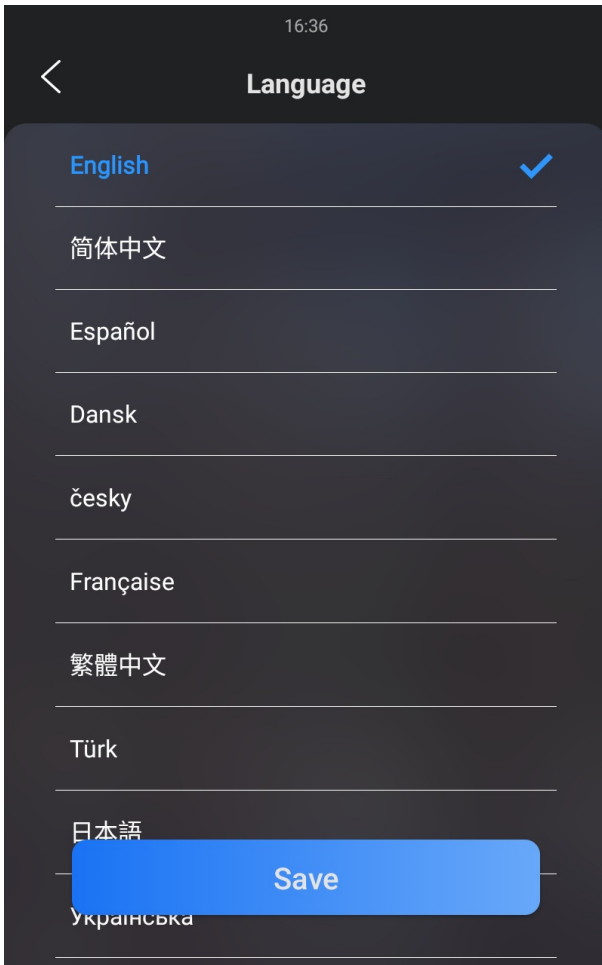 16:36
Language
English
简体中文
Español
Dansk
česky
Française
繁體中文
Türk
日本語
Save
Українська